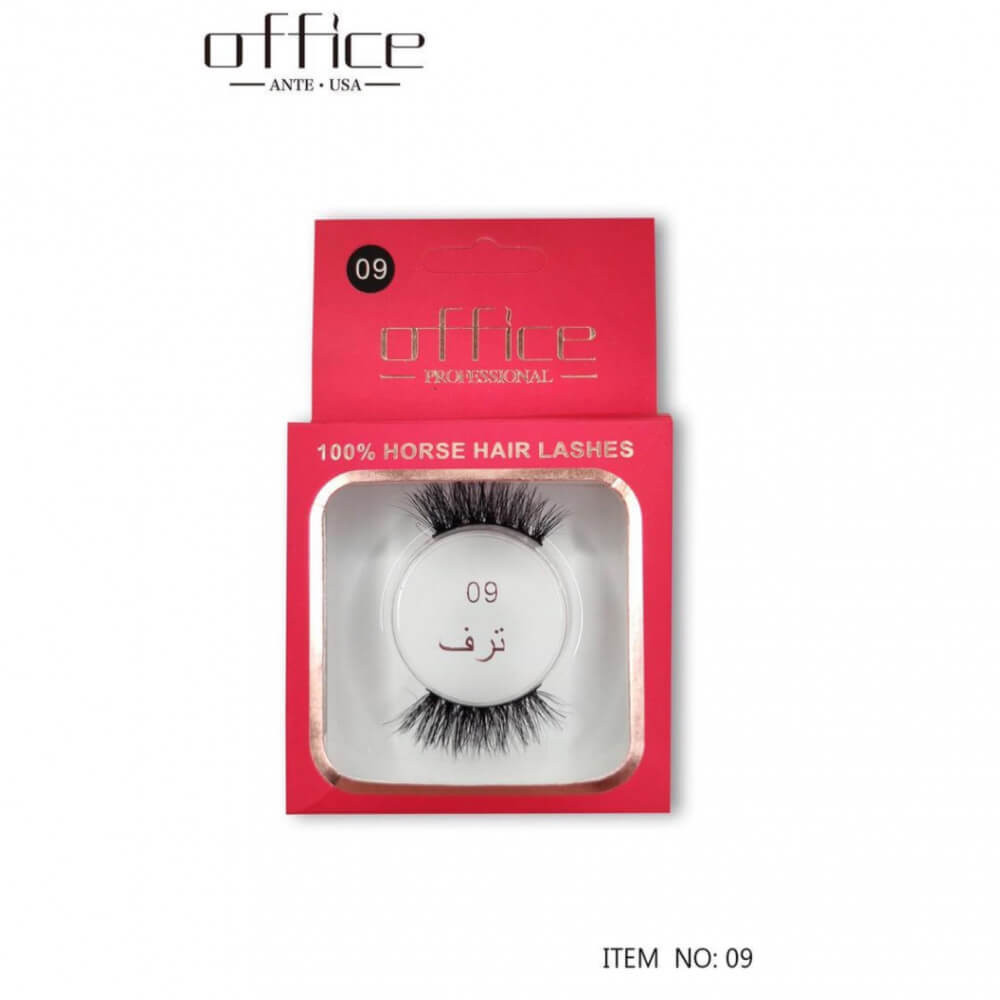 office
ANTE • USA
09
office
PROFESSIONAL
100% HORSE HAIR LASHES
09
ترف
ITEM NO: 09